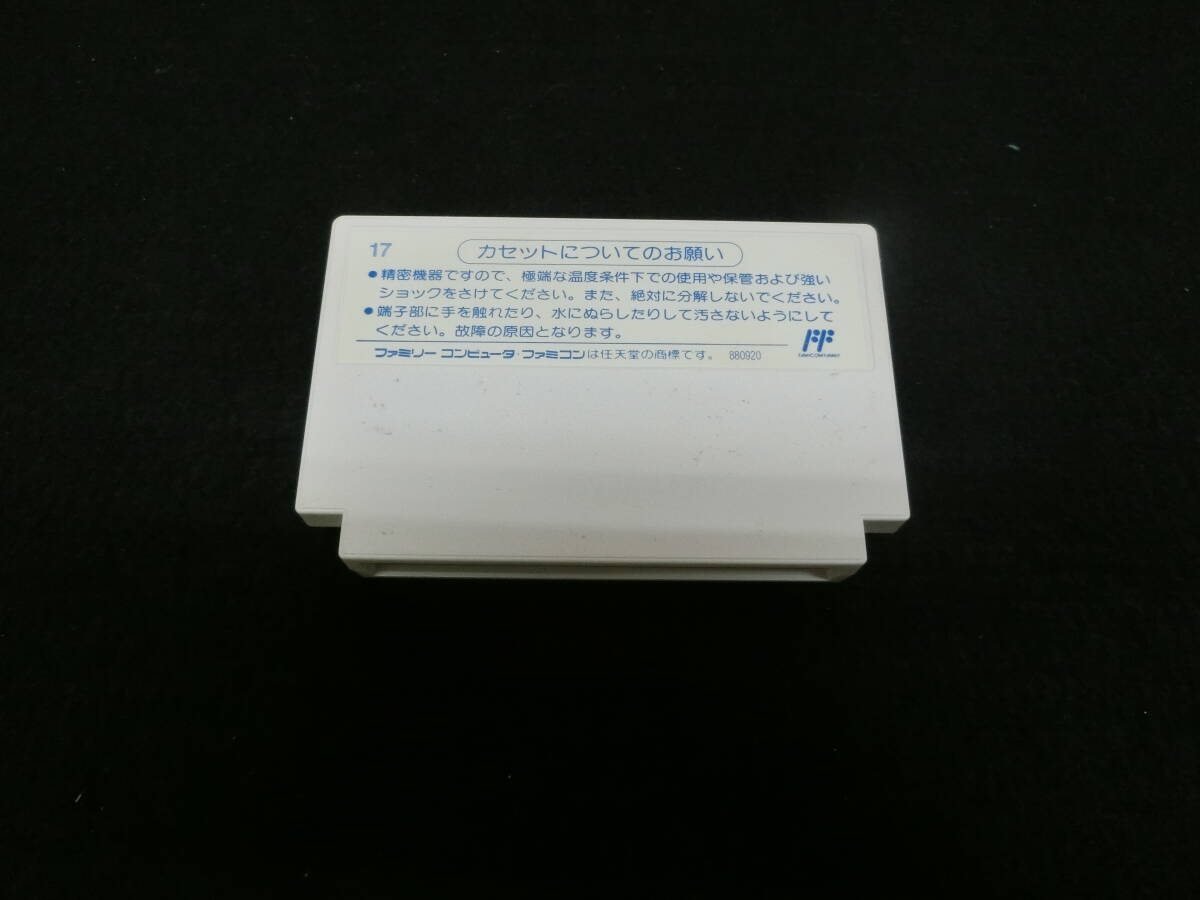 17
カセットについてのお願い
●精密機器ですので、極端な温度条件下での使用や保管および強い
ショックをさけてください。また、絶対に分解しないでください。
●端子部に手を触れたり、水にぬらしたりして汚さないようにして
ください。故障の原因となります。
ファミリー コンピュータ・ファミコンは任天堂の商標です。 880920
FF